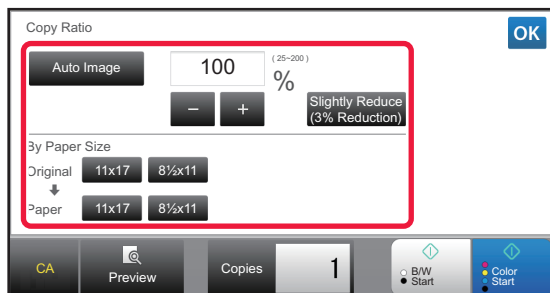 Copy Ratio
OK
Auto Image
100
(25~200)
%
− +
Slightly Reduce
(3% Reduction)
By Paper Size
Original 11x17 8½x11
Paper 11x17 8½x11
CA
Preview
Copies
1
B/W
Start
Color
Start